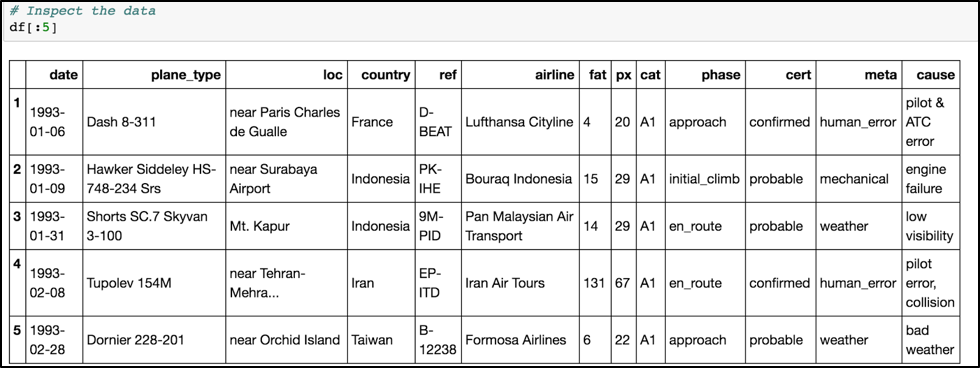 # Inspect the data
df[:5]
date plane_type loc country ref airline fat px cat phase cert meta cause
1 1993-01-06 Dash 8-311 near Paris Charles de Gualle France D-BEAT Lufthansa Cityline 4 20 A1 approach confirmed human_error pilot & ATC error
2 1993-01-09 Hawker Siddeley HS-748-234 Srs near Surabaya Airport Indonesia PK-IHE Bouraq Indonesia 15 29 A1 initial_climb probable mechanical engine failure
3 1993-01-31 Shorts SC.7 Skyvan 3-100 Mt. Kapur Indonesia 9M-PID Pan Malaysian Air Transport 14 29 A1 en_route probable weather low visibility
4 1993-02-08 Tupolev 154M near Tehran-Mehra... Iran EP-ITD Iran Air Tours 131 67 A1 en_route confirmed human_error pilot error, collision
5 1993-02-28 Dornier 228-201 near Orchid Island Taiwan B-12238 Formosa Airlines 6 22 A1 approach probable weather bad weather